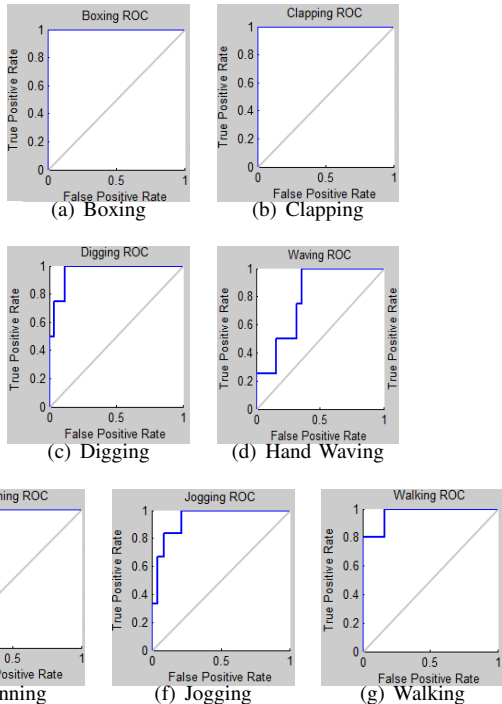 Boxing ROC
True Positive Rate
1
0.8
0.6
0.4
0.2
0
0 0.5 1
False Positive Rate
(a) Boxing
Clapping ROC
True Positive Rate
1
0.8
0.6
0.4
0.2
0
0 0.5 1
False Positive Rate
(b) Clapping
Digging ROC
True Positive Rate
1
0.8
0.6
0.4
0.2
0
0 0.5 1
False Positive Rate
(c) Digging
Waving ROC
True Positive Rate
1
0.8
0.6
0.4
0.2
0
0 0.5 1
False Positive Rate
True Positive Rate
(d) Hand Waving
ning ROC
0.5 1
Positive Rate
nning
Jogging ROC
True Positive Rate
1
0.8
0.6
0.4
0.2
0
0 0.5 1
False Positive Rate
(f) Jogging
Walking ROC
True Positive Rate
1
0.8
0.6
0.4
0.2
0
0 0.5 1
False Positive Rate
(g) Walking